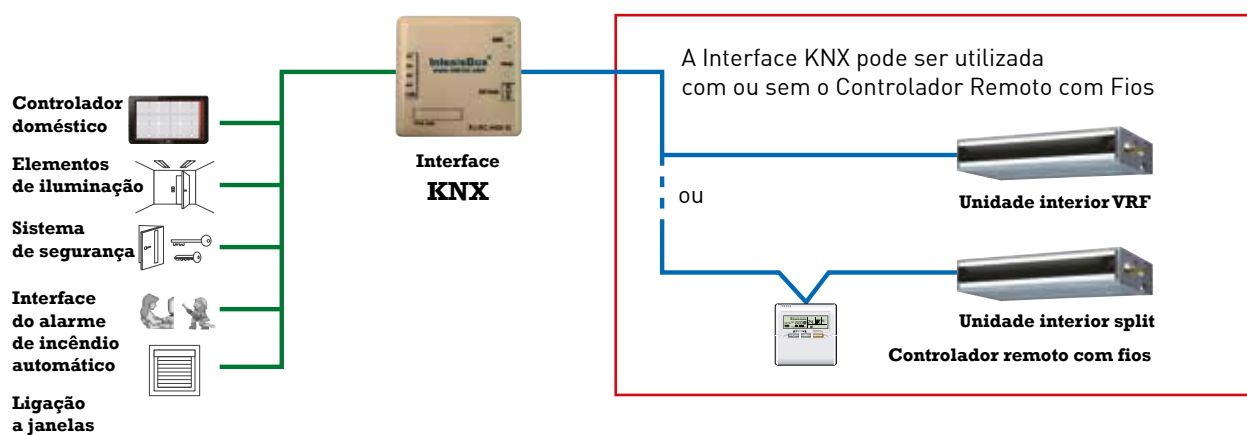 A Interface KNX pode ser utilizada
com ou sem o Controlador Remoto com Fios
Controlador
doméstico
Elementos
de iluminação
Sistema
de segurança
Interface
do alarme
de incêndio
automático
Ligação
a janelas
IntesisBox
Interface
KNX
ou
Unidade interior VRF
Unidade interior split
Controlador remoto com fios